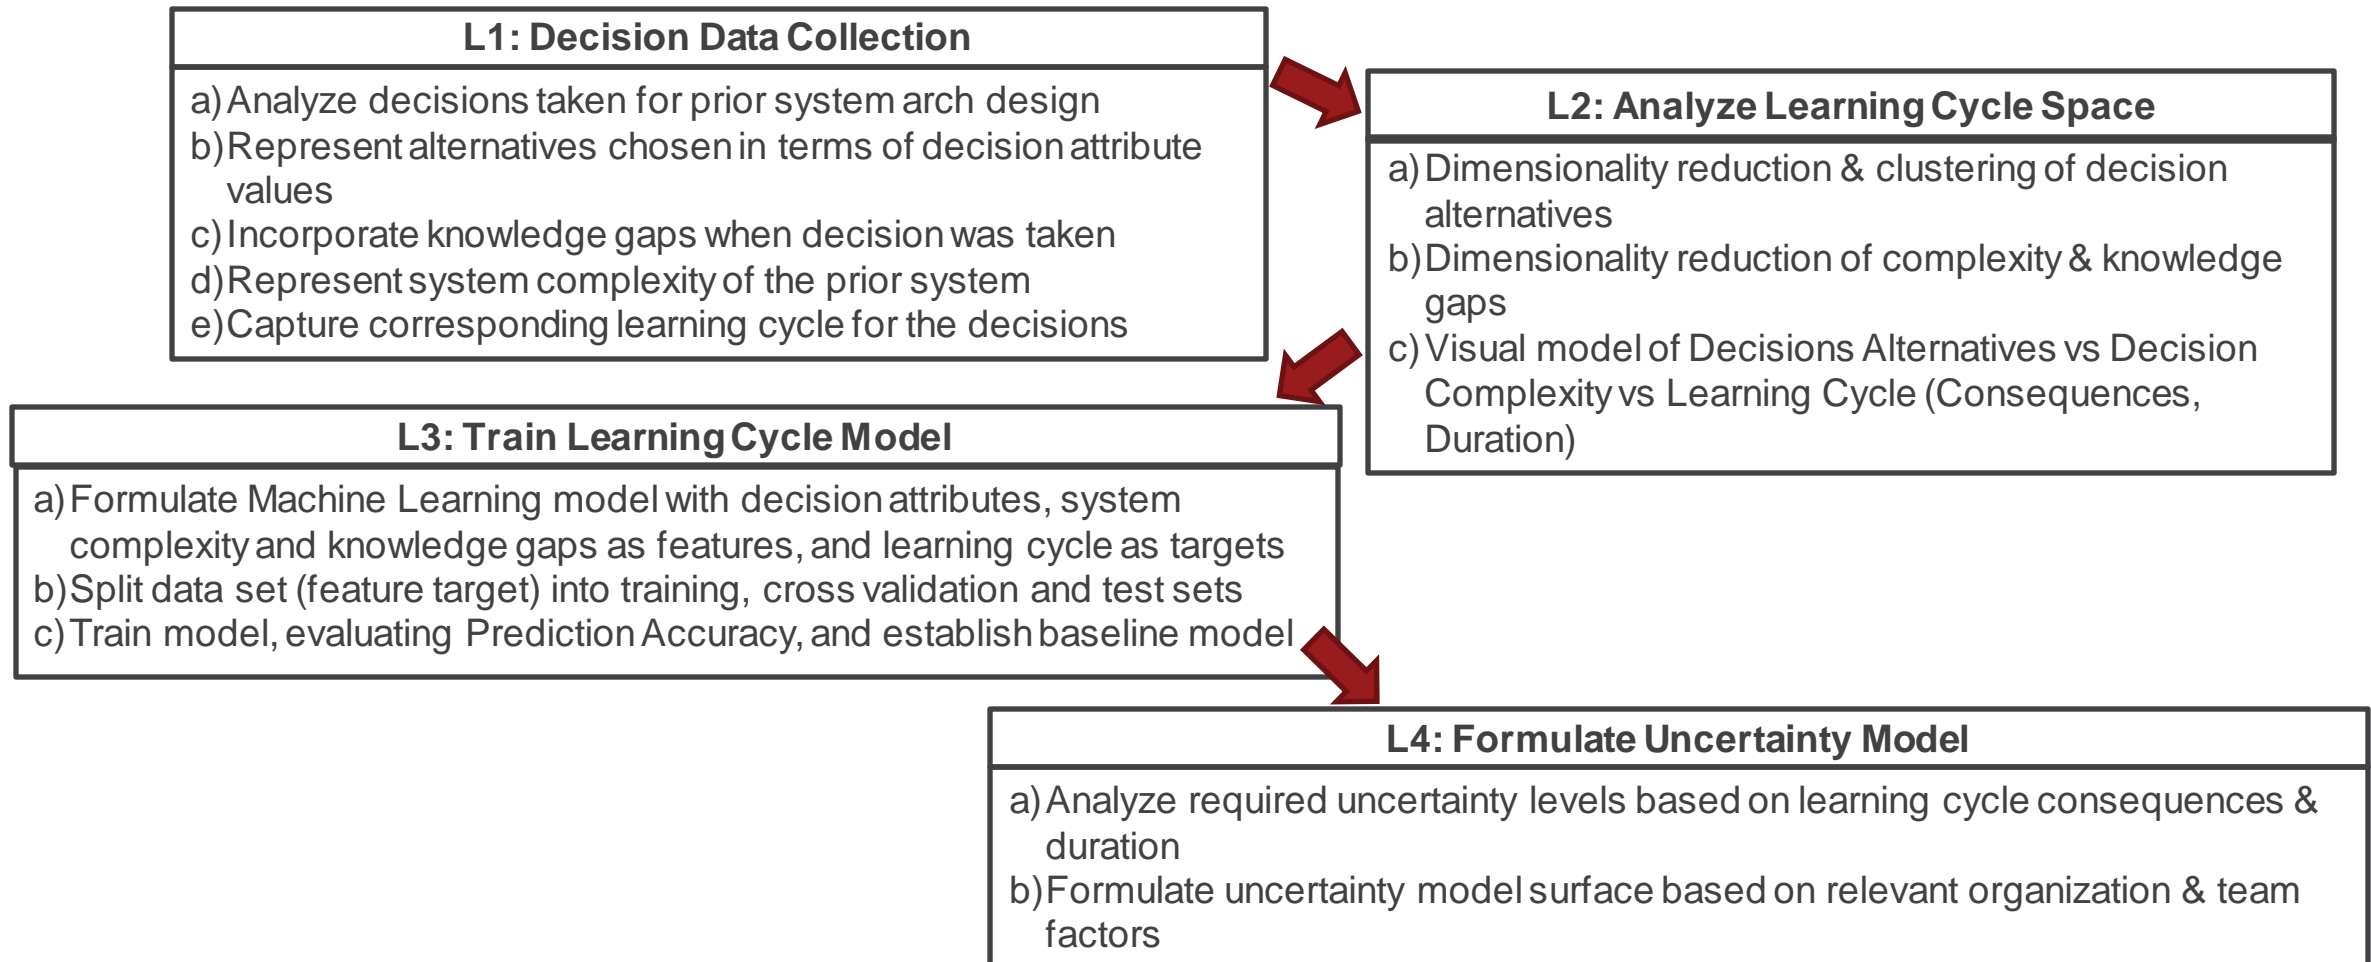 L1: Decision Data Collection
a) Analyze decisions taken for prior system arch design
b) Represent alternatives chosen in terms of decision attribute
values
c) Incorporate knowledge gaps when decision was taken
d) Represent system complexity of the prior system
e) Capture corresponding learning cycle for the decisions
L2: Analyze Learning Cycle Space
a) Dimensionality reduction & clustering of decision
alternatives
b) Dimensionality reduction of complexity & knowledge
gaps
c) Visual model of Decisions Alternatives vs Decision
Complexity vs Learning Cycle (Consequences,
Duration)
L3: Train Learning Cycle Model
a) Formulate Machine Learning model with decision attributes, system
complexity and knowledge gaps as features, and learning cycle as targets
b) Split data set (feature target) into training, cross validation and test sets
c) Train model, evaluating Prediction Accuracy, and establish baseline model
L4: Formulate Uncertainty Model
a) Analyze required uncertainty levels based on learning cycle consequences &
duration
b) Formulate uncertainty model surface based on relevant organization & team
factors